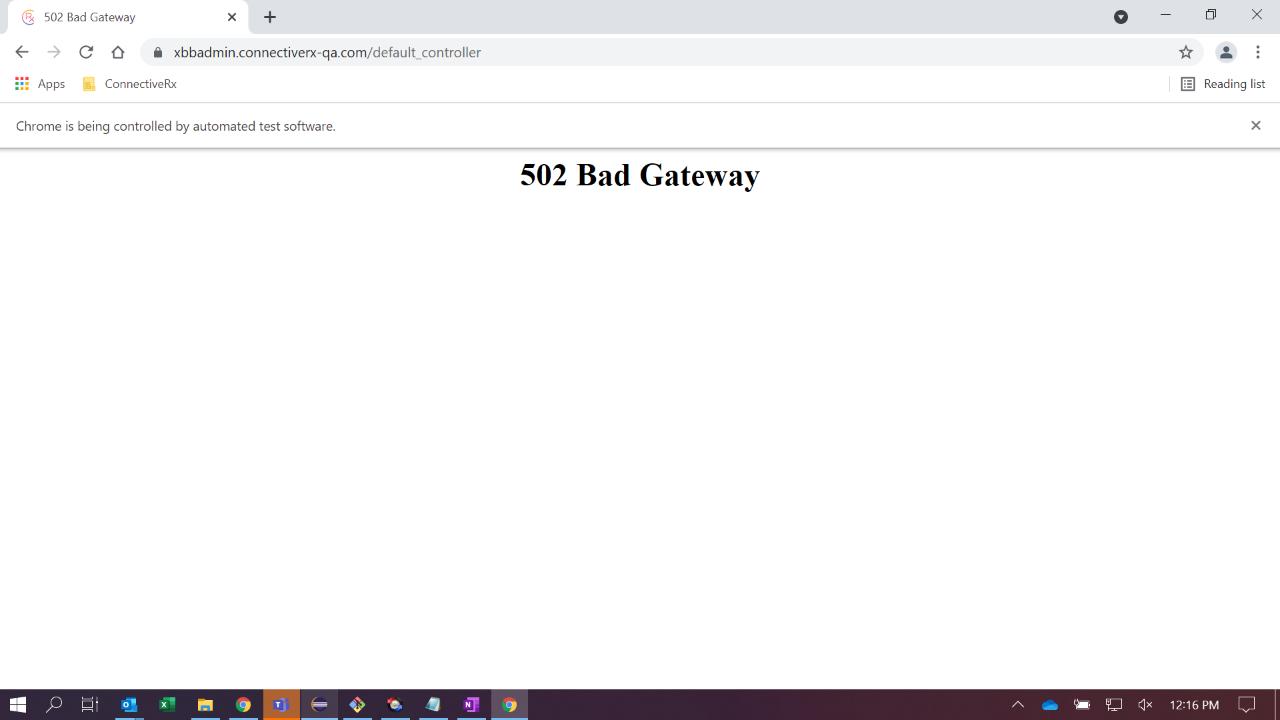 502 Bad Gateway
xbbadmin.connectiverx-qa.com/default_controller
Apps
ConnectiveRx
Reading list
Chrome is being controlled by automated test software.
502 Bad Gateway
12:16 PM